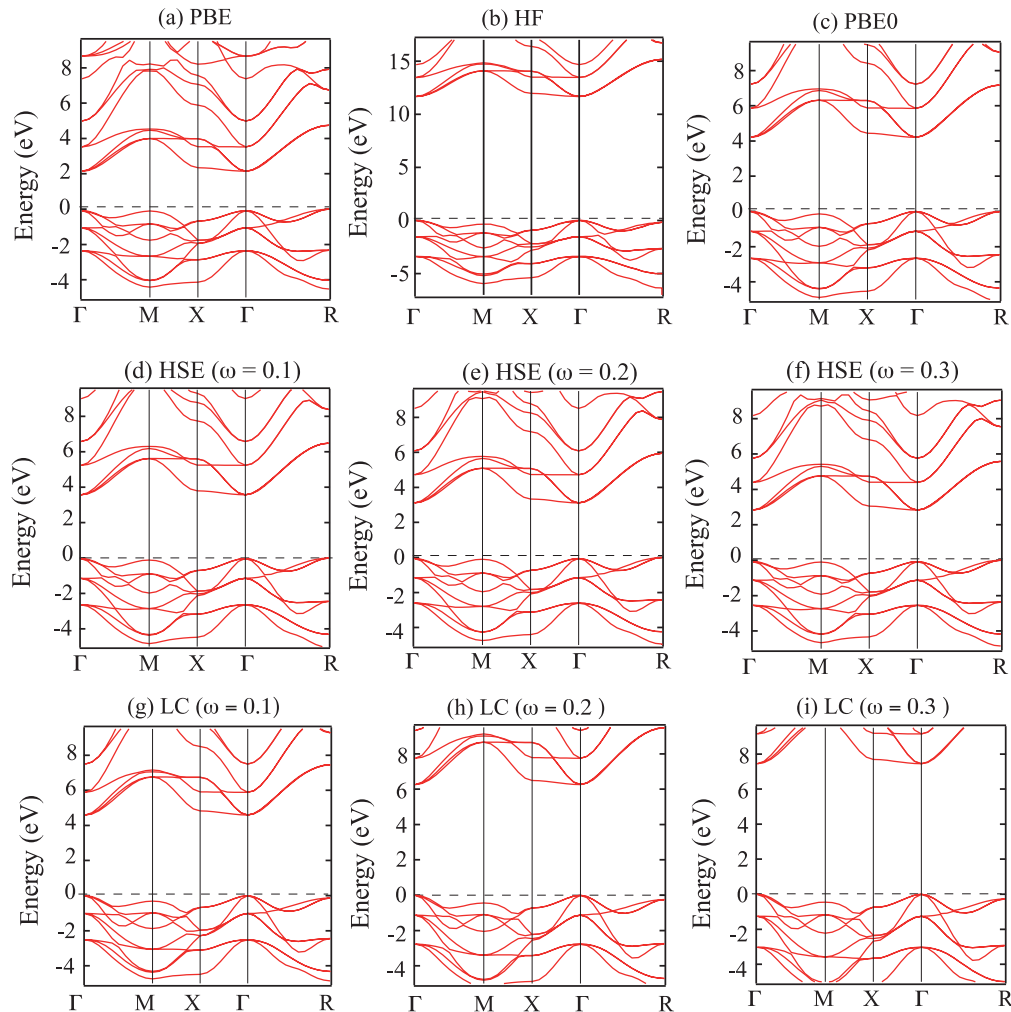 (a) PBE
(b) HF
(c) PBE0
Energy (eV)
8
6
4
2
0
-2
-4
Γ M X Γ R
Energy (eV)
15
10
5
0
-5
Γ M X Γ R
Energy (eV)
8
6
4
2
0
-2
-4
Γ M X Γ R
(d) HSE (ω = 0.1)
(e) HSE (ω = 0.2)
(f) HSE (ω = 0.3)
Energy (eV)
8
6
4
2
0
-2
-4
Γ M X Γ R
Energy (eV)
8
6
4
2
0
-2
-4
Γ M X Γ R
Energy (eV)
8
6
4
2
0
-2
-4
Γ M X Γ R
(g) LC (ω = 0.1)
(h) LC (ω = 0.2 )
(i) LC (ω = 0.3 )
Energy (eV)
8
6
4
2
0
-2
-4
Γ M X Γ R
Energy (eV)
8
6
4
2
0
-2
-4
Γ M X Γ R
Energy (eV)
8
6
4
2
0
-2
-4
Γ M X Γ R